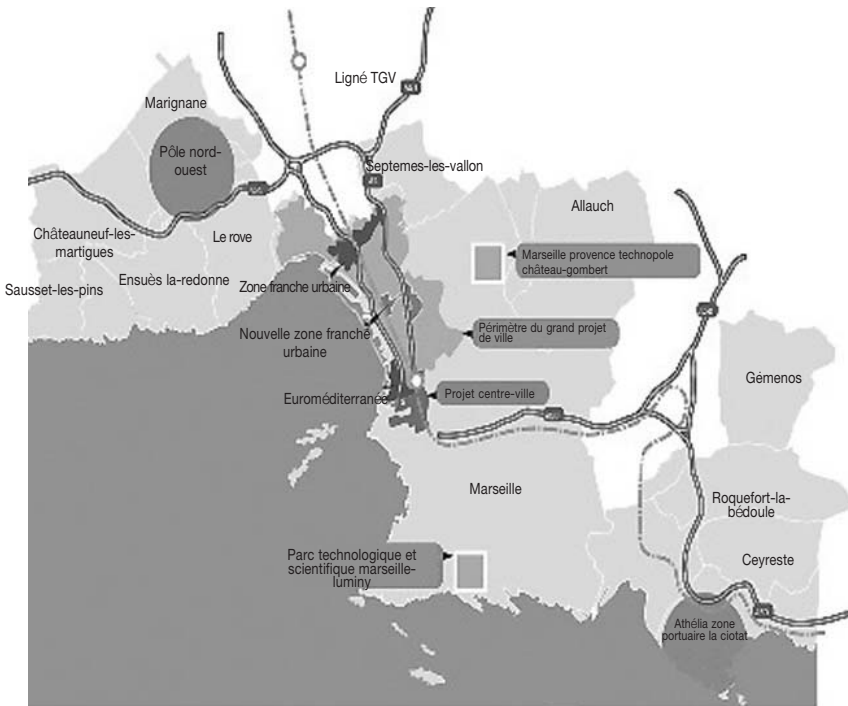 Ligné TGV
Marignane
Pôle nord-
ouest
Septemes-les-vallon
Allauch
Châteauneuf-les-
martigues
Le rove
Marseille provence technopole
château-gombert
Ensuès la-redonne
Sausset-les-pins
Zone franche urbaine
Nouvelle zone franche
urbaine
Périmètre du grand projet
de ville
Gémenos
Euroméditerranée
Projet centre-ville
Marseille
Roquefort-la-
bédoule
Parc technologique et
scientifique marseille-
luminy
Ceyreste
Athélia zone
portuaire la ciotat